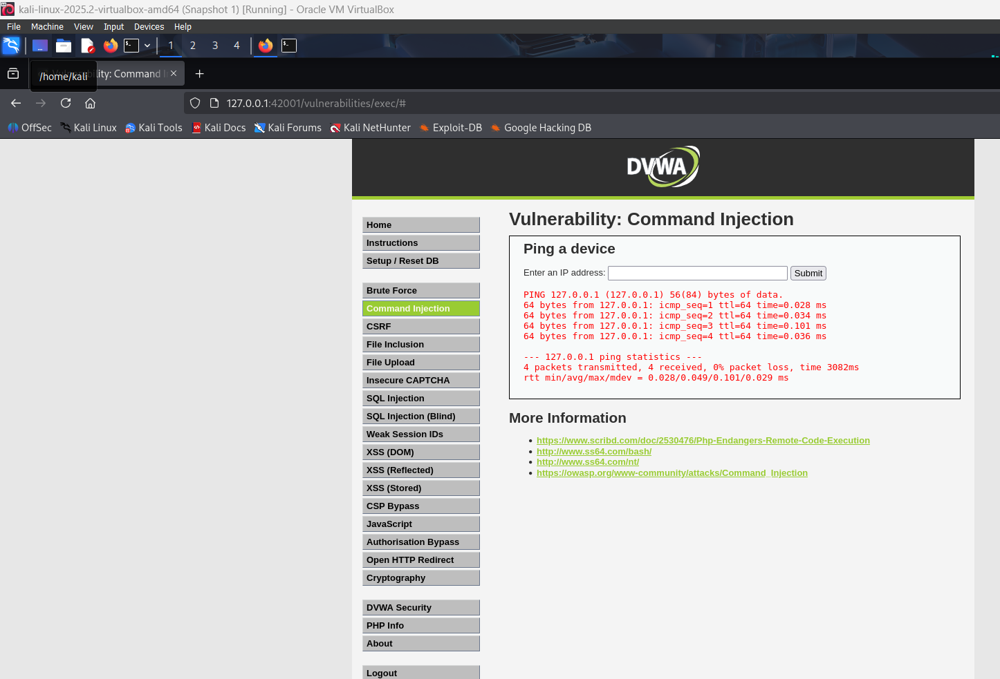 kali-linux-2025.2-virtualbox-amd64 (Snapshot 1) [Running] - Oracle VM VirtualBox
File Machine View Input Devices Help
1 2 3 4
/home/kali
ity: Command I
127.0.0.1:42001/vulnerabilities/exec/#
OffSec Kali Linux Kali Tools Kali Docs Kali Forums Kali NetHunter Exploit-DB Google Hacking DB
DVWA
Home
Instructions
Setup / Reset DB
Brute Force
Command Injection
CSRF
File Inclusion
File Upload
Insecure CAPTCHA
SQL Injection
SQL Injection (Blind)
Weak Session IDs
XSS (DOM)
XSS (Reflected)
XSS (Stored)
CSP Bypass
JavaScript
Authorisation Bypass
Open HTTP Redirect
Cryptography
DVWA Security
PHP Info
About
Logout
Vulnerability: Command Injection
Ping a device
Enter an IP address: Submit
PING 127.0.0.1 (127.0.0.1) 56(84) bytes of data.
64 bytes from 127.0.0.1: icmp_seq=1 ttl=64 time=0.028 ms
64 bytes from 127.0.0.1: icmp_seq=2 ttl=64 time=0.034 ms
64 bytes from 127.0.0.1: icmp_seq=3 ttl=64 time=0.101 ms
64 bytes from 127.0.0.1: icmp_seq=4 ttl=64 time=0.036 ms
--- 127.0.0.1 ping statistics ---
4 packets transmitted, 4 received, 0% packet loss, time 3082ms
rtt min/avg/max/mdev = 0.028/0.049/0.101/0.029 ms
More Information
https://www.scribd.com/doc/2530476/Php-Endangers-Remote-Code-Execution
http://www.ss64.com/bash/
http://www.ss64.com/nt/
https://owasp.org/www-community/attacks/Command_Injection